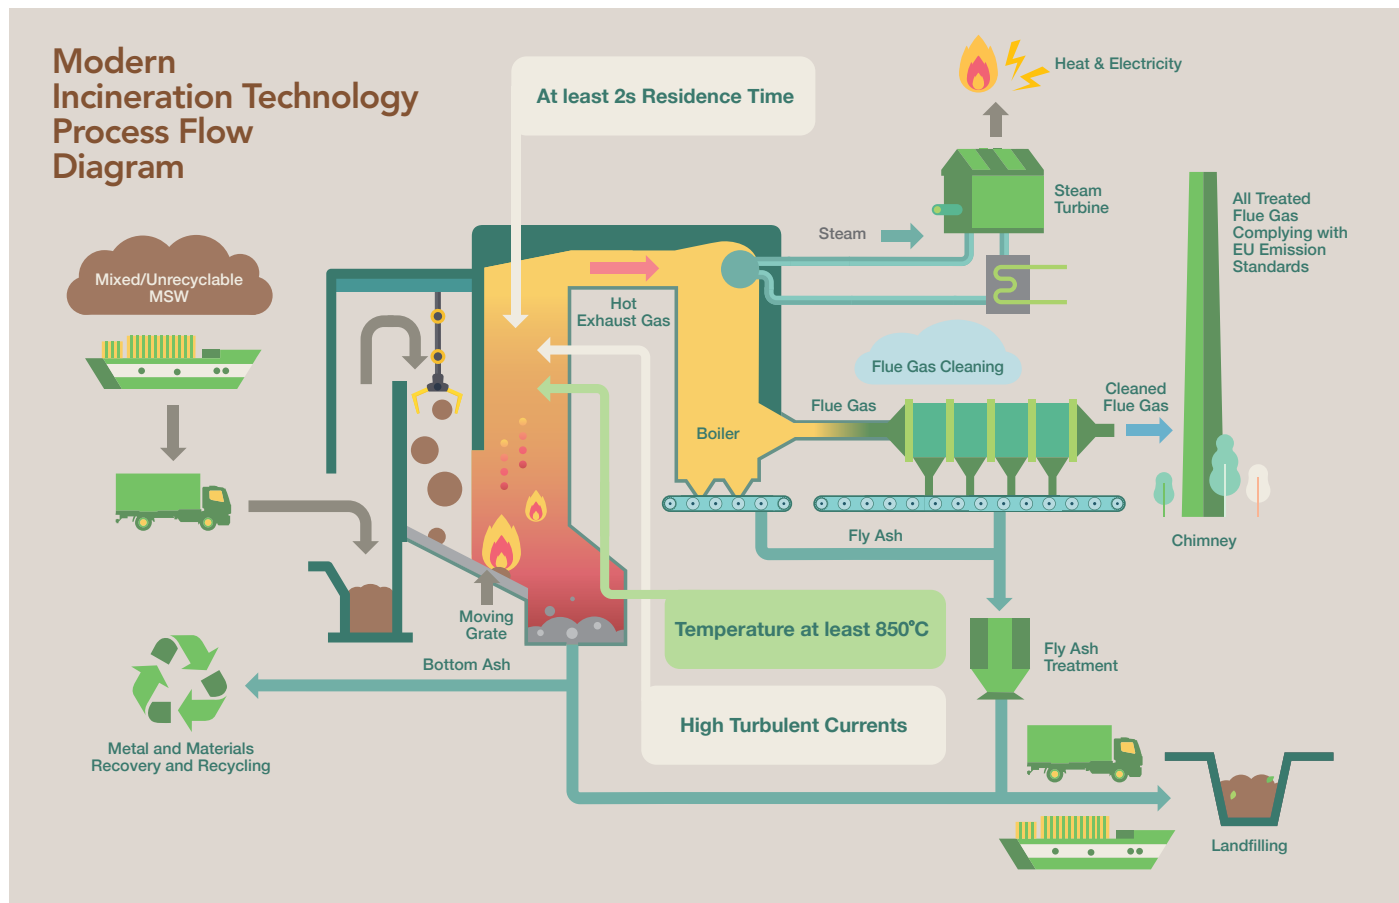 Modern
Incineration Technology
Process Flow
Diagram
At least 2s Residence Time
Heat & Electricity
Steam
Turbine
Steam
All Treated
Flue Gas
Complying with
EU Emission
Standards
Mixed/Unrecyclable
MSW
Hot
Exhaust Gas
Flue Gas Cleaning
Flue Gas
Cleaned
Flue Gas
Boiler
Fly Ash
Chimney
Moving
Grate
Temperature at least 850°C
Fly Ash
Treatment
Bottom Ash
High Turbulent Currents
Metal and Materials
Recovery and Recycling
Landfilling